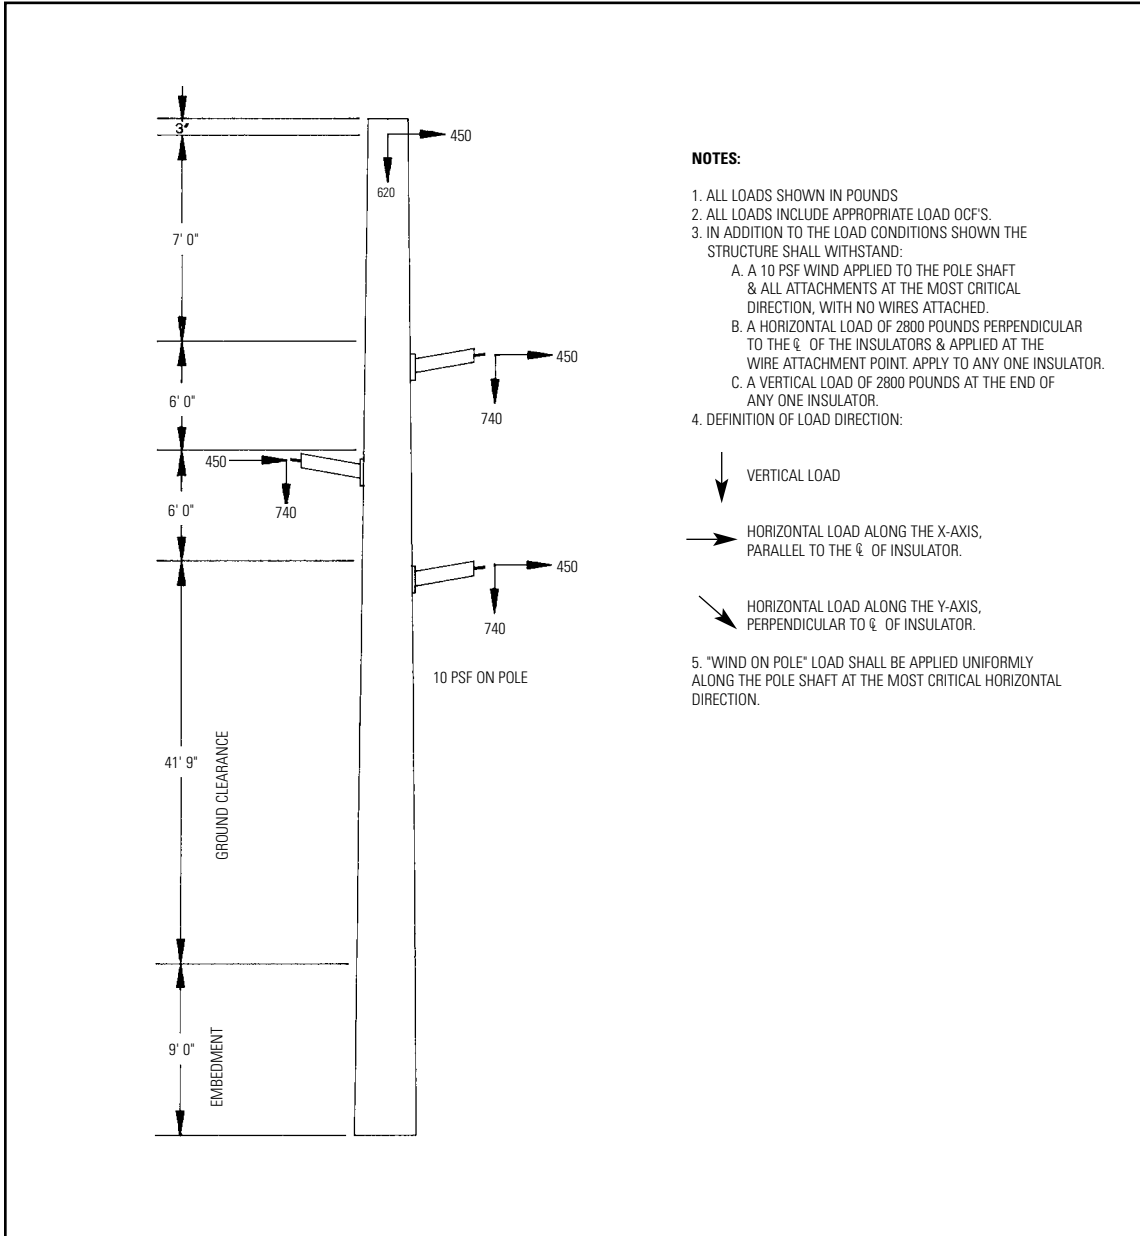 3"
450
620
7' 0"
450
740
6' 0"
450
740
6' 0"
450
740
10 PSF ON POLE
41' 9"
GROUND CLEARANCE
9' 0"
EMBEDMENT
NOTES:
1. ALL LOADS SHOWN IN POUNDS
2. ALL LOADS INCLUDE APPROPRIATE LOAD OCF'S.
3. IN ADDITION TO THE LOAD CONDITIONS SHOWN THE
STRUCTURE SHALL WITHSTAND:
A. A 10 PSF WIND APPLIED TO THE POLE SHAFT
& ALL ATTACHMENTS AT THE MOST CRITICAL
DIRECTION, WITH NO WIRES ATTACHED.
B. A HORIZONTAL LOAD OF 2800 POUNDS PERPENDICULAR
TO THE ℄ OF THE INSULATORS & APPLIED AT THE
WIRE ATTACHMENT POINT. APPLY TO ANY ONE INSULATOR.
C. A VERTICAL LOAD OF 2800 POUNDS AT THE END OF
ANY ONE INSULATOR.
4. DEFINITION OF LOAD DIRECTION:
VERTICAL LOAD
HORIZONTAL LOAD ALONG THE X-AXIS,
PARALLEL TO THE ℄ OF INSULATOR.
HORIZONTAL LOAD ALONG THE Y-AXIS,
PERPENDICULAR TO ℄ OF INSULATOR.
5. "WIND ON POLE" LOAD SHALL BE APPLIED UNIFORMLY
ALONG THE POLE SHAFT AT THE MOST CRITICAL HORIZONTAL
DIRECTION.